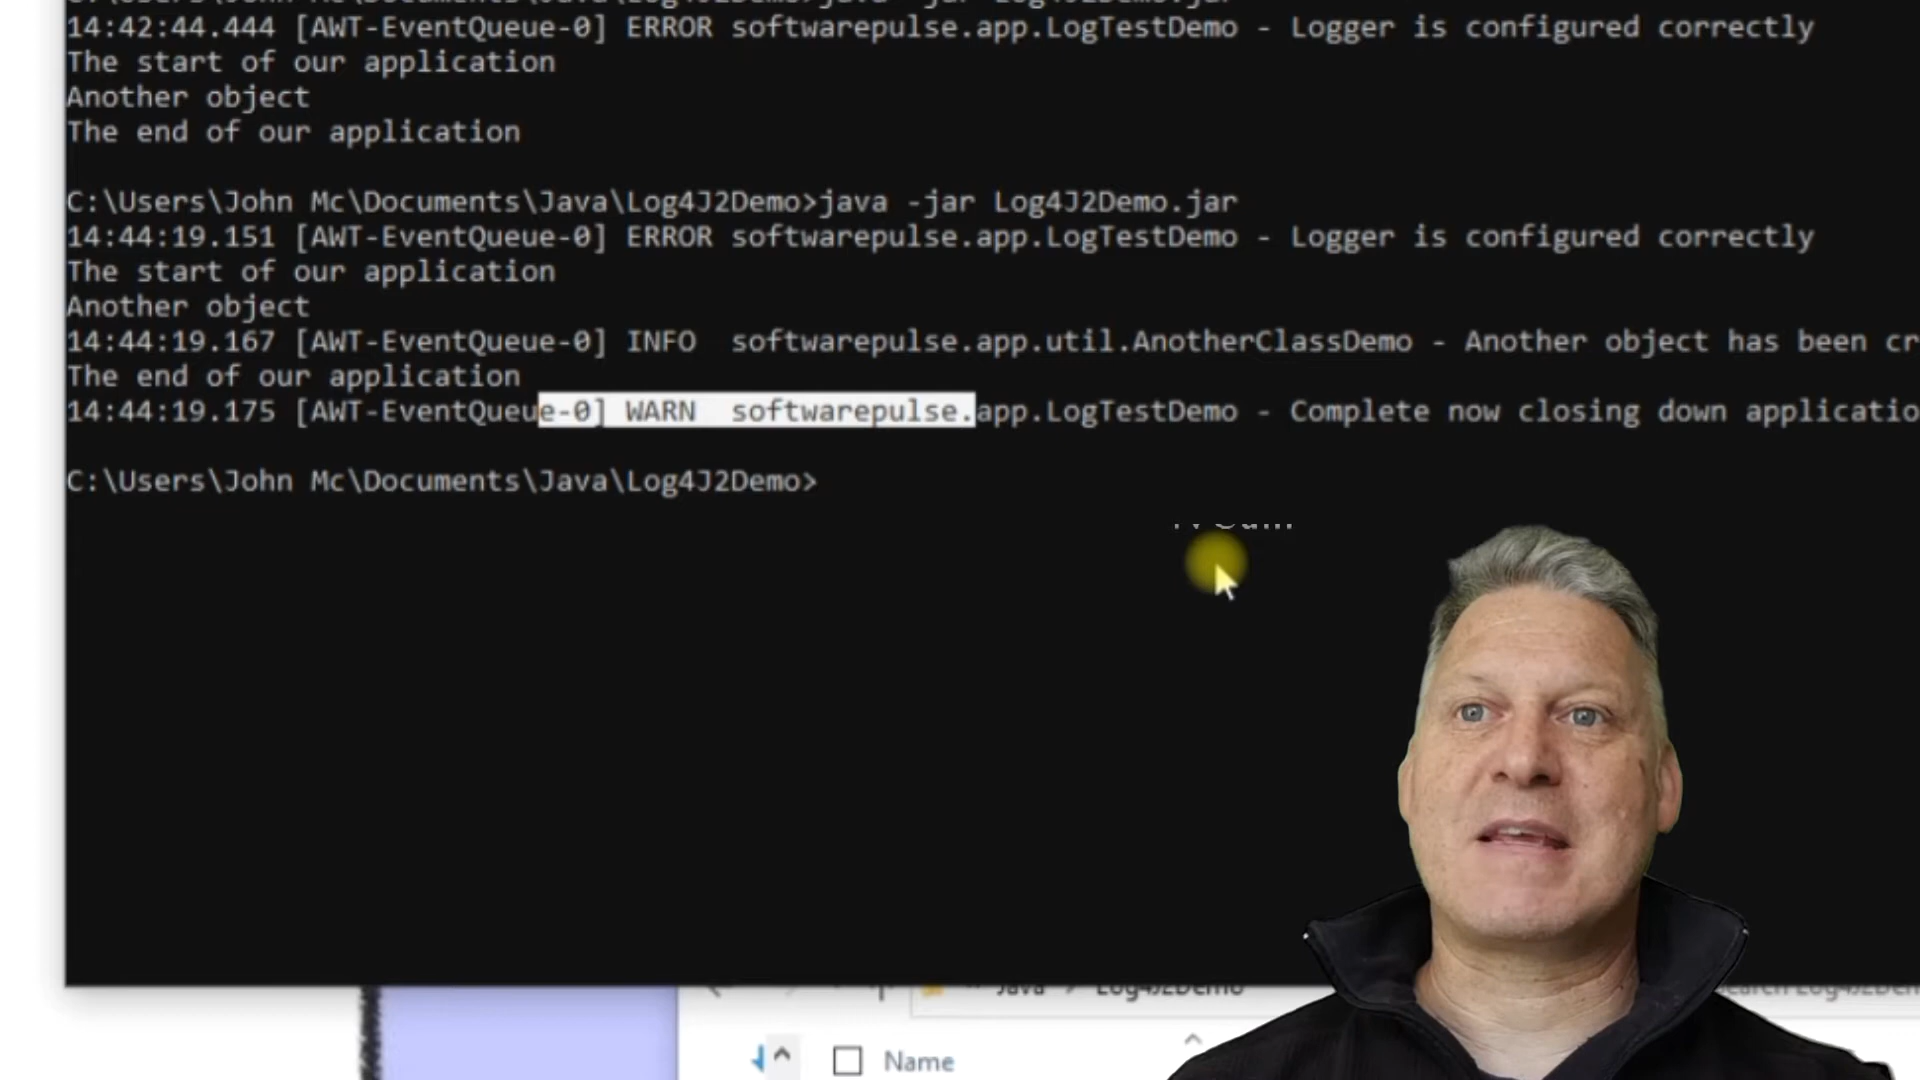 14:42:44.444 [AWT-EventQueue-0] ERROR softwarepulse.app.LogTestDemo - Logger is configured correctly
The start of our application
Another object
The end of our application
C:\Users\John Mc\Documents\Java\Log4J2Demo>java -jar Log4J2Demo.jar
14:44:19.151 [AWT-EventQueue-0] ERROR softwarepulse.app.LogTestDemo - Logger is configured correctly
The start of our application
Another object
14:44:19.167 [AWT-EventQueue-0] INFO  softwarepulse.app.util.AnotherClassDemo - Another object has been cr
The end of our application
14:44:19.175 [AWT-EventQueue-0] WARN  softwarepulse.app.LogTestDemo - Complete now closing down applicatio
C:\Users\John Mc\Documents\Java\Log4J2Demo>
Java > Log4J2Demo
Name